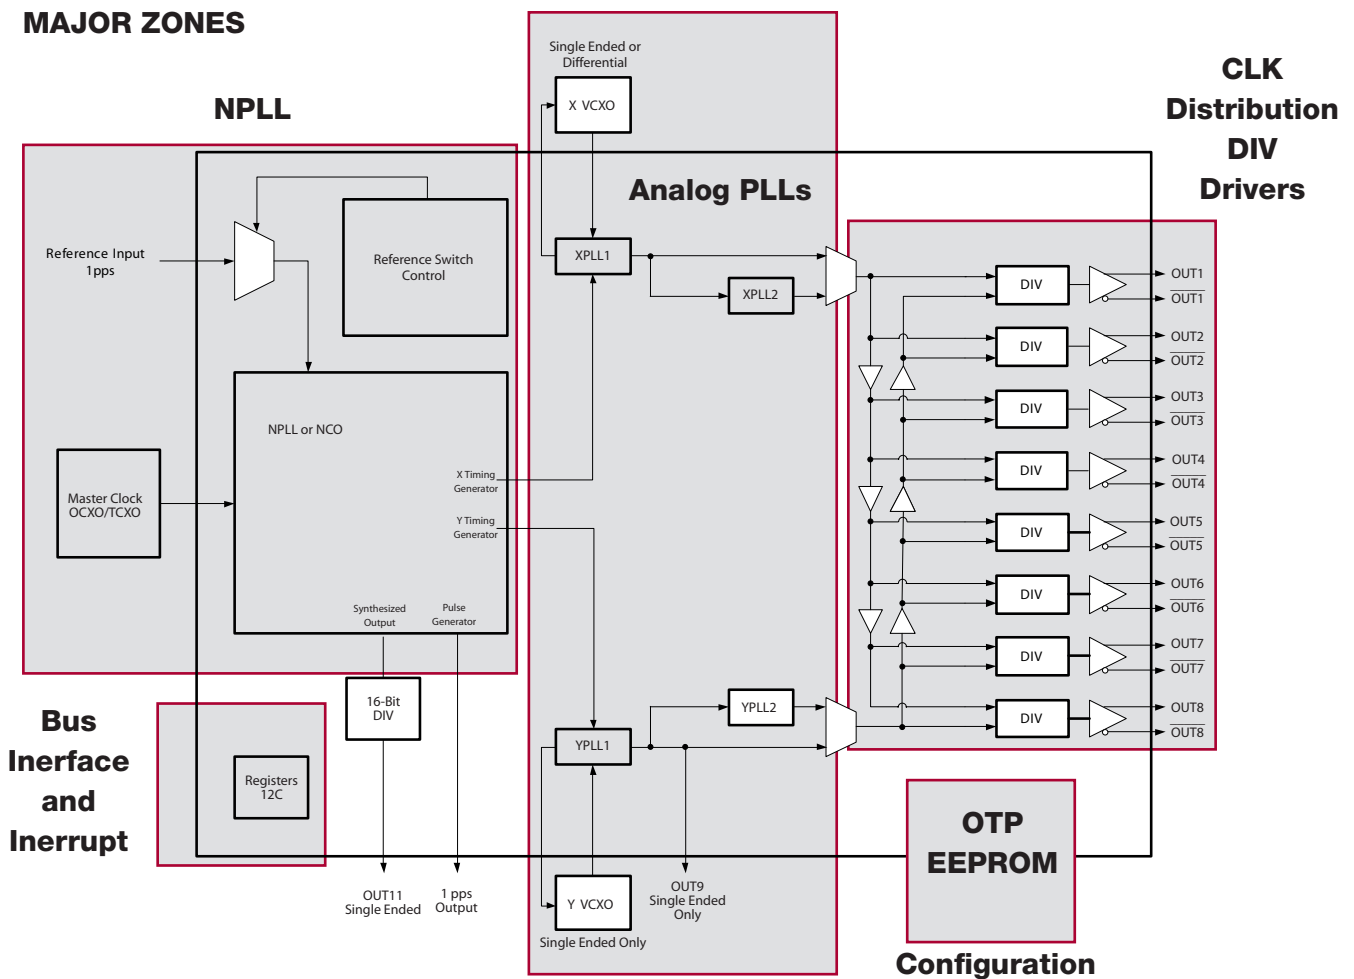 MAJOR ZONES
NPLL
Single Ended or
Differential
X VCXO
CLK
Distribution
DIV
Drivers
Analog PLLs
Reference Input
1pps
Reference Switch
Control
XPLL1
XPLL2
NPLL or NCO
X Timing
Generator
Y Timing
Generator
Master Clock
OCXO/TCXO
Synthesized
Output
Pulse
Generator
16-Bit
DIV
YPLL2
YPLL1
DIV
OUT1
OUT1
DIV
OUT2
OUT2
DIV
OUT3
OUT3
DIV
OUT4
OUT4
DIV
OUT5
OUT5
DIV
OUT6
OUT6
DIV
OUT7
OUT7
DIV
OUT8
OUT8
Bus
Inerface
and
Inerrupt
Registers
12C
OUT11
Single Ended
1 pps
Output
Y VCXO
Single Ended Only
OUT9
Single Ended
Only
OTP
EEPROM
Configuration